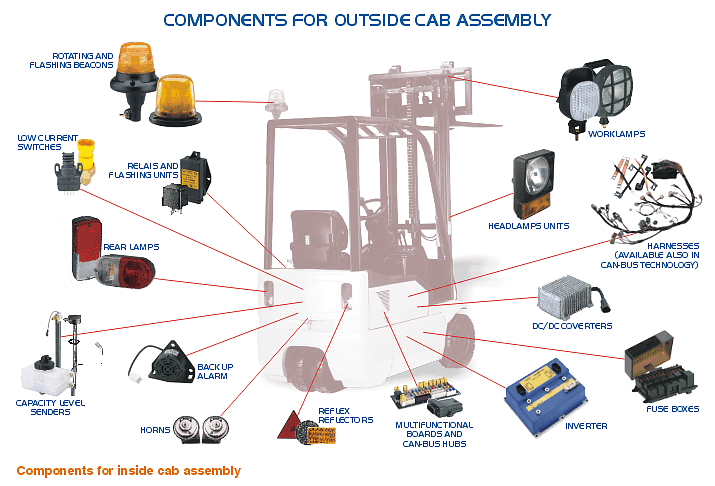 COMPONENTS FOR OUTSIDE CAB ASSEMBLY
ROTATING AND
FLASHING BEACONS
WORKLAMPS
LOW CURRENT
SWITCHES
RELAIS AND
FLASHING UNITS
HEADLAMPS UNITS
HARNESSES
(AVAILABLE ALSO IN
CAN-BUS TECHNOLOGY)
REAR LAMPS
DC/DC COVERTERS
BACK UP
ALARM
CAPACITY LEVEL
SENDERS
HORNS
REFLEX
REFLECTORS
MULTIFUNCTIONAL
BOARDS AND
CAN-BUS HUBS
INVERTER
FUSE BOXES
Components for inside cab assembly